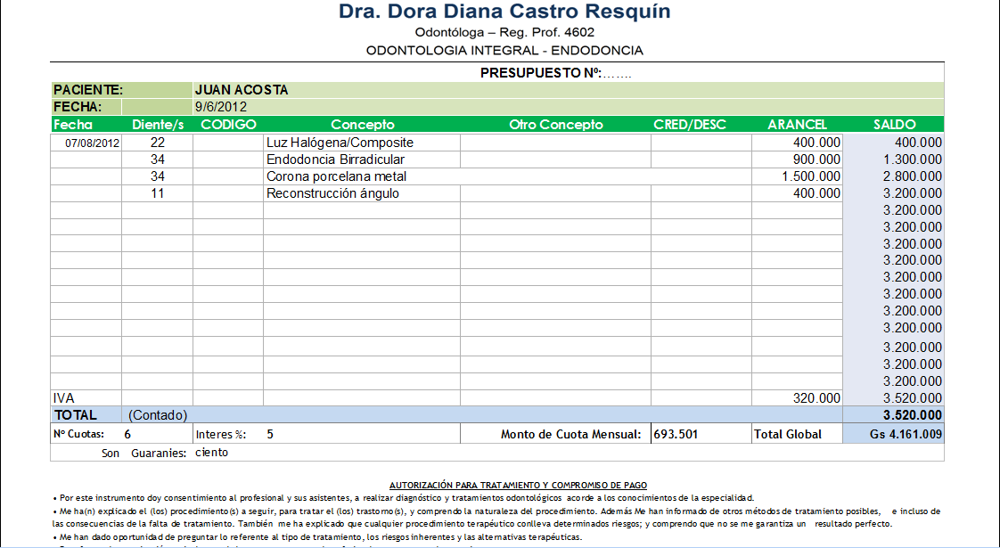 Dra. Dora Diana Castro Resquín
Odontóloga – Reg. Prof. 4602
ODONTOLOGIA INTEGRAL - ENDODONCIA
PRESUPUESTO Nº:.......
PACIENTE: JUAN ACOSTA
FECHA: 9/6/2012
Fecha Diente/s CODIGO Concepto Otro Concepto CRED/DESC ARANCEL SALDO
07/08/2012 22 Luz Halógena/Composite 400.000 400.000
34 Endodoncia Birradicular 900.000 1.300.000
34 Corona porcelana metal 1.500.000 2.800.000
11 Reconstrucción ángulo 400.000 3.200.000
3.200.000
3.200.000
3.200.000
3.200.000
3.200.000
3.200.000
3.200.000
3.200.000
3.200.000
3.200.000
3.200.000
IVA 320.000 3.520.000
TOTAL (Contado) 3.520.000
Nº Cuotas: 6 Interes %: 5 Monto de Cuota Mensual: 693.501 Total Global Gs 4.161.009
Son Guaranies: ciento
AUTORIZACIÓN PARA TRATAMIENTO Y COMPROMISO DE PAGO
• Por este instrumento doy consentimiento al profesional y sus asistentes, a realizar diagnóstico y tratamientos odontológicos acorde a los conocimientos de la especialidad.
• Me ha(n) explicado el (los) procedimiento(s) a seguir, para tratar el (los) trastorno(s), y comprendo la naturaleza del procedimiento. Además Me han informado de otros métodos de tratamiento posibles, e incluso de
las consecuencias de la falta de tratamiento. También me ha explicado que cualquier procedimiento terapéutico conlleva determinados riesgos; y comprendo que no se me garantiza un resultado perfecto.
• Me han dado oportunidad de preguntar lo referente al tipo de tratamiento, los riesgos inherentes y las alternativas terapéuticas.